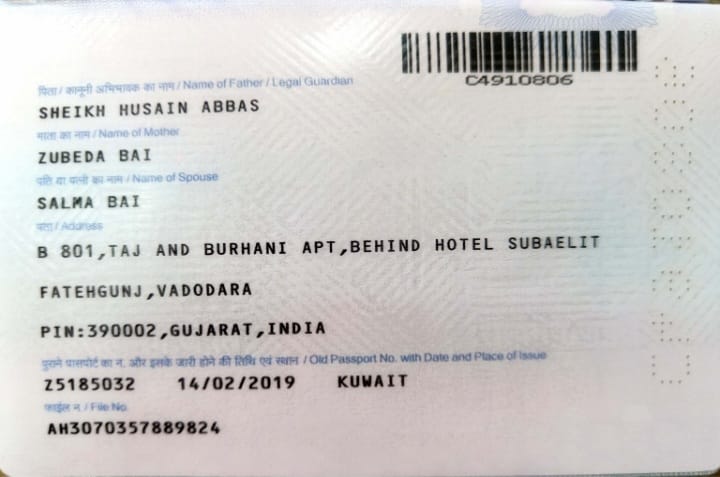 C4910806
पिता / कानूनी अभिभावक का नाम / Name of Father / Legal Guardian
SHEIKH HUSAIN ABBAS
माता का नाम / Name of Mother
ZUBEDA BAI
पति या पत्नी का नाम / Name of Spouse
SALMA BAI
पता / Address
B 801,TAJ AND BURHANI APT,BEHIND HOTEL SUBAELIT
FATEHGUNJ,VADODARA
PIN:390002,GUJARAT,INDIA
पुराने पासपोर्ट का न. और इसके जारी होने की तिथि एवं स्थान / Old Passport No. with Date and Place of Issue
Z5185032 14/02/2019 KUWAIT
फाईल न. / File No.
AH3070357889824